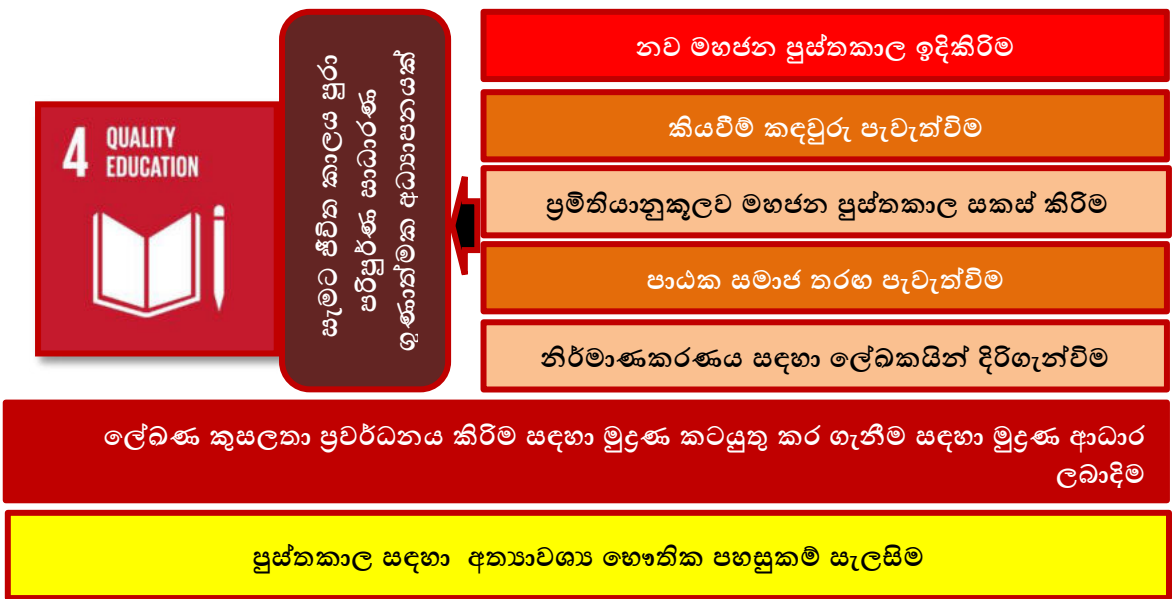 4 QUALITY
EDUCATION
සැමට ජීවිත කාලය පුරා
පරිපූර්ණ සාධාරණ
ගුණාත්මක අධ්‍යාපනයක්
නව මහජන පුස්තකාල ඉදිකිරිම
කියවීම් කඳවුරු පැවැත්විම
ප්‍රමිතියානුකූලව මහජන පුස්තකාල සකස් කිරිම
පාඨක සමාජ තරඟ පැවැත්විම
නිර්මාණකරණය සඳහා ලේඛකයින් දිරිගැන්විම
ලේඛණ කුසලතා ප්‍රවර්ධනය කිරිම සඳහා මුද්‍රණ කටයුතු කර ගැනීම සඳහා මුද්‍රණ ආධාර
ලබාදිම
පුස්තකාල සඳහා අත්‍යාවශ්‍ය භෞතික පහසුකම් සැලසිම